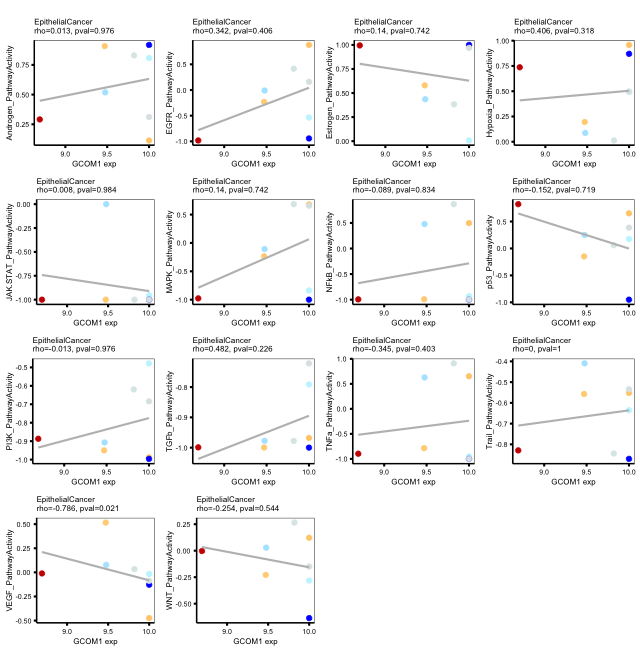 EpithelialCancer
rho=0.013, pval=0.976
Androgen_PathwayActivity
0.75
0.50
0.25
9.0
9.5
10.0
GCOM1 exp
EpithelialCancer
rho=0.342, pval=0.406
EGFR_PathwayActivity
1.0
0.5
0.0
-0.5
-1.0
9.0
9.5
10.0
GCOM1 exp
EpithelialCancer
rho=0.14, pval=0.742
Estrogen_PathwayActivity
1.00
0.75
0.50
0.25
0.00
9.0
9.5
10.0
GCOM1 exp
EpithelialCancer
rho=0.406, pval=0.318
Hypoxia_PathwayActivity
1.00
0.75
0.50
0.25
0.00
9.0
9.5
10.0
GCOM1 exp
EpithelialCancer
rho=0.008, pval=0.984
JAK.STAT_PathwayActivity
0.00
-0.25
-0.50
-0.75
-1.00
9.0
9.5
10.0
GCOM1 exp
EpithelialCancer
rho=0.14, pval=0.742
MAPK_PathwayActivity
0.5
0.0
-0.5
-1.0
9.0
9.5
10.0
GCOM1 exp
EpithelialCancer
rho=-0.089, pval=0.834
NFkB_PathwayActivity
0.5
0.0
-0.5
-1.0
9.0
9.5
10.0
GCOM1 exp
EpithelialCancer
rho=-0.152, pval=0.719
p53_PathwayActivity
0.5
0.0
-0.5
-1.0
9.0
9.5
10.0
GCOM1 exp
EpithelialCancer
rho=-0.013, pval=0.976
PI3K_PathwayActivity
-0.5
-0.6
-0.7
-0.8
-0.9
-1.0
9.0
9.5
10.0
GCOM1 exp
EpithelialCancer
rho=0.482, pval=0.226
TGFb_PathwayActivity
-0.8
-0.9
-1.0
9.0
9.5
10.0
GCOM1 exp
EpithelialCancer
rho=-0.345, pval=0.403
TNFa_PathwayActivity
1.0
0.5
0.0
-0.5
-1.0
9.0
9.5
10.0
GCOM1 exp
EpithelialCancer
rho=0, pval=1
Trail_PathwayActivity
-0.4
-0.5
-0.6
-0.7
-0.8
9.0
9.5
10.0
GCOM1 exp
EpithelialCancer
rho=-0.786, pval=0.021
VEGF_PathwayActivity
0.50
0.25
0.00
-0.25
-0.50
9.0
9.5
10.0
GCOM1 exp
EpithelialCancer
rho=-0.254, pval=0.544
WNT_PathwayActivity
0.25
0.00
-0.25
-0.50
9.0
9.5
10.0
GCOM1 exp